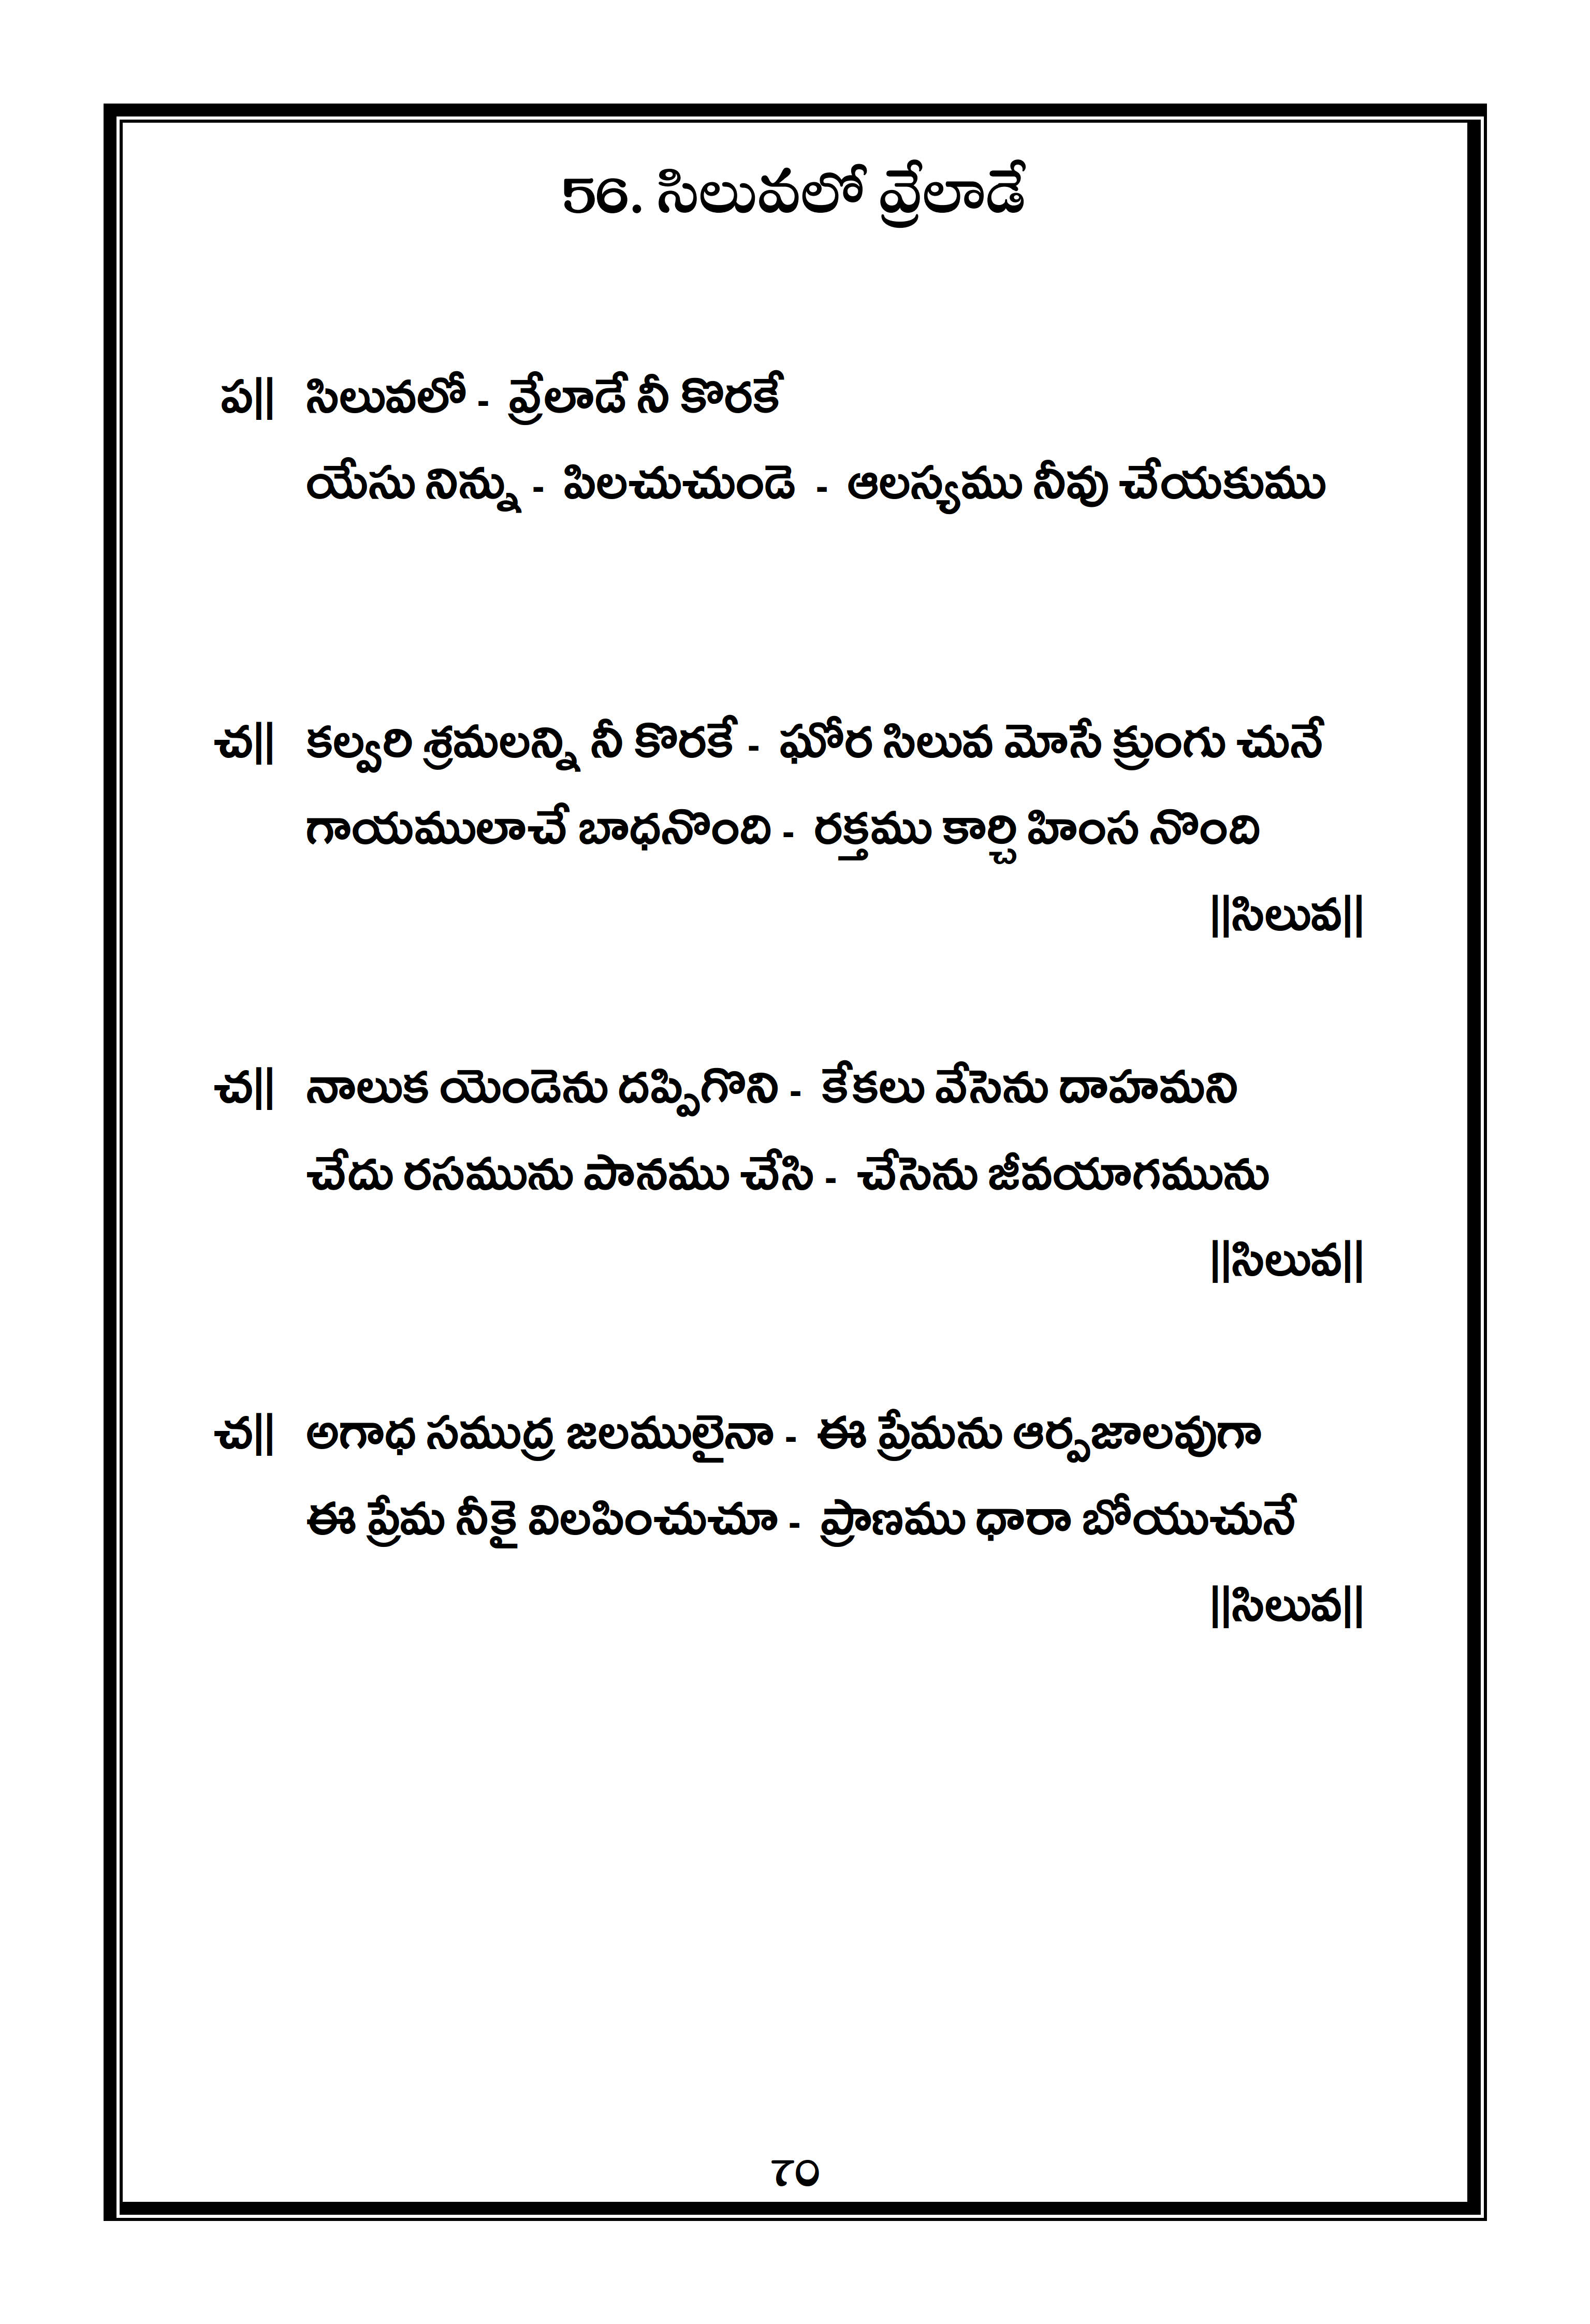 56. సిలువలో వ్రేలాడే
ప|| సిలువలో - వ్రేలాడే నీ కొరకే
యేసు నిన్ను - పిలచుచుండె - ఆలస్యము నీవు చేయకుము
చ|| కల్వరి శ్రమలన్ని నీ కొరకే - ఘోర సిలువ మోసే క్రుంగు చునే
గాయములాచే బాధనొంది - రక్తము కార్చి హింస నొంది
||సిలువ||
చ|| నాలుక యెండెను దప్పిగొని - కేకలు వేసెను దాహమని
చేదు రసమును పానము చేసి - చేసెను జీవయాగమును
||సిలువ||
చ|| అగాధ సముద్ర జలములైనా - ఈ ప్రేమను ఆర్పజాలవుగా
ఈ ప్రేమ నీకై విలపించుచూ - ప్రాణము ధారా బోయుచునే
||సిలువ||
౭౦